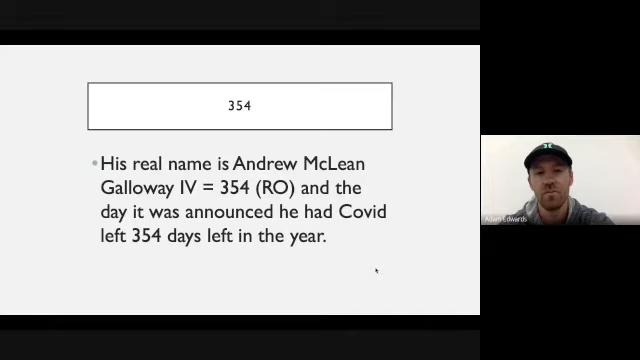 354
His real name is Andrew McLean
Galloway IV = 354 (RO) and the
day it was announced he had Covid
left 354 days left in the year.
Adam Edwards